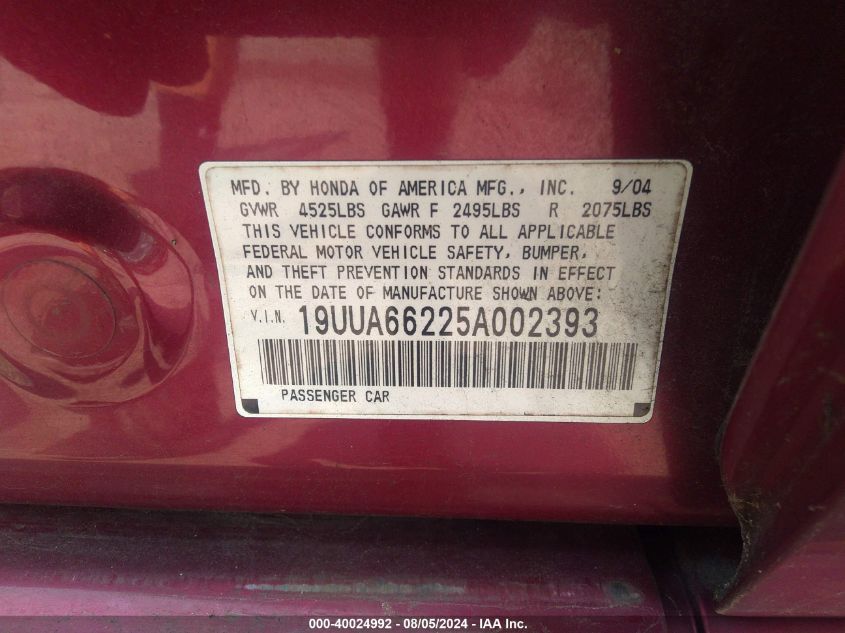 MFD. BY HONDA OF AMERICA MFG., INC. 9/04
GVWR 4525LBS GAWR F 2495LBS R 2075LBS
THIS VEHICLE CONFORMS TO ALL APPLICABLE
FEDERAL MOTOR VEHICLE SAFETY, BUMPER,
AND THEFT PREVENTION STANDARDS IN EFFECT
ON THE DATE OF MANUFACTURE SHOWN ABOVE:
V.I.N. 19UUA66225A002393
PASSENGER CAR
000-40024992 - 08/05/2024 - IAA Inc.